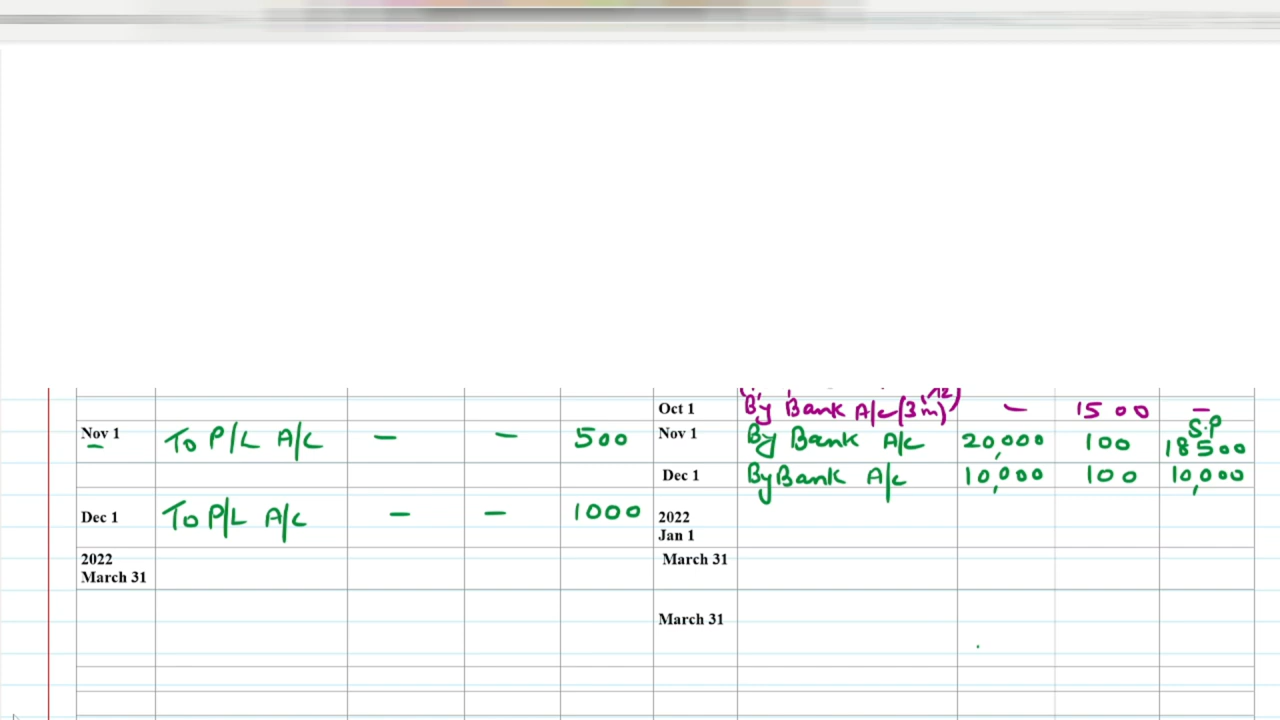 Oct 1 By Bank A/c (3m) - 1500 -
Nov 1 To P/L A/c - - 500 Nov 1 By Bank A/c 20,000 100 S.P 18500
Dec 1 By Bank A/c 10,000 100 10,000
Dec 1 To P/L A/c - - 1000 2022
Jan 1
2022 March 31
March 31
March 31